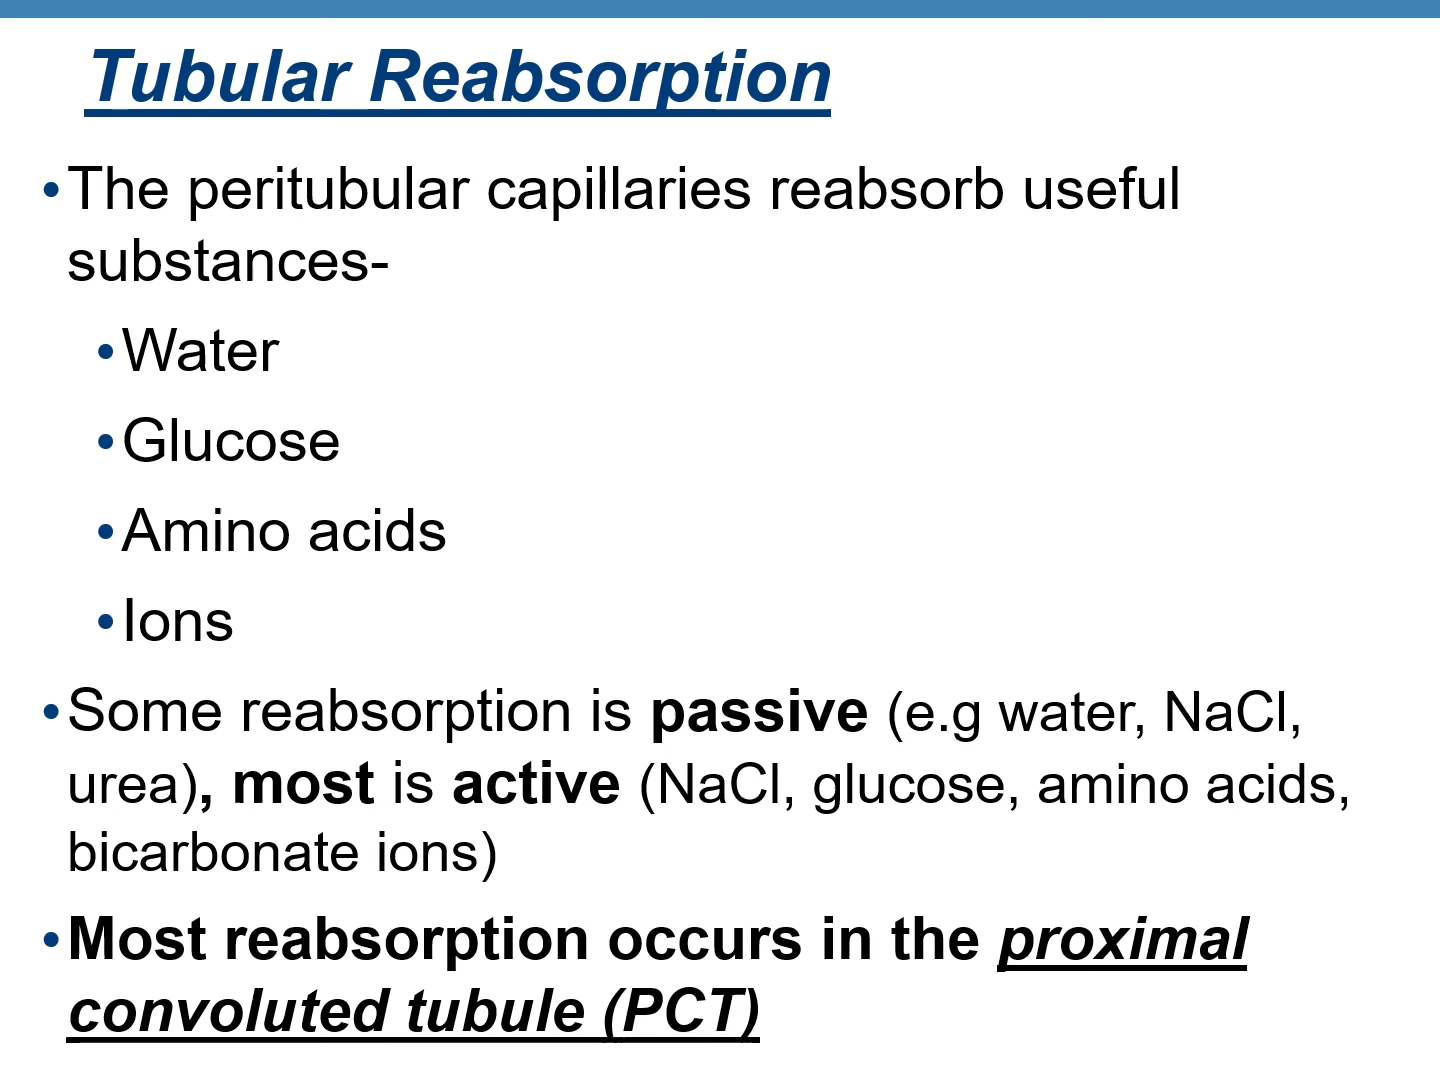 Tubular Reabsorption
•The peritubular capillaries reabsorb useful
substances-
•Water
•Glucose
•Amino acids
•Ions
•Some reabsorption is passive (e.g water, NaCl,
urea), most is active (NaCl, glucose, amino acids,
bicarbonate ions)
•Most reabsorption occurs in the proximal
convoluted tubule (PCT)